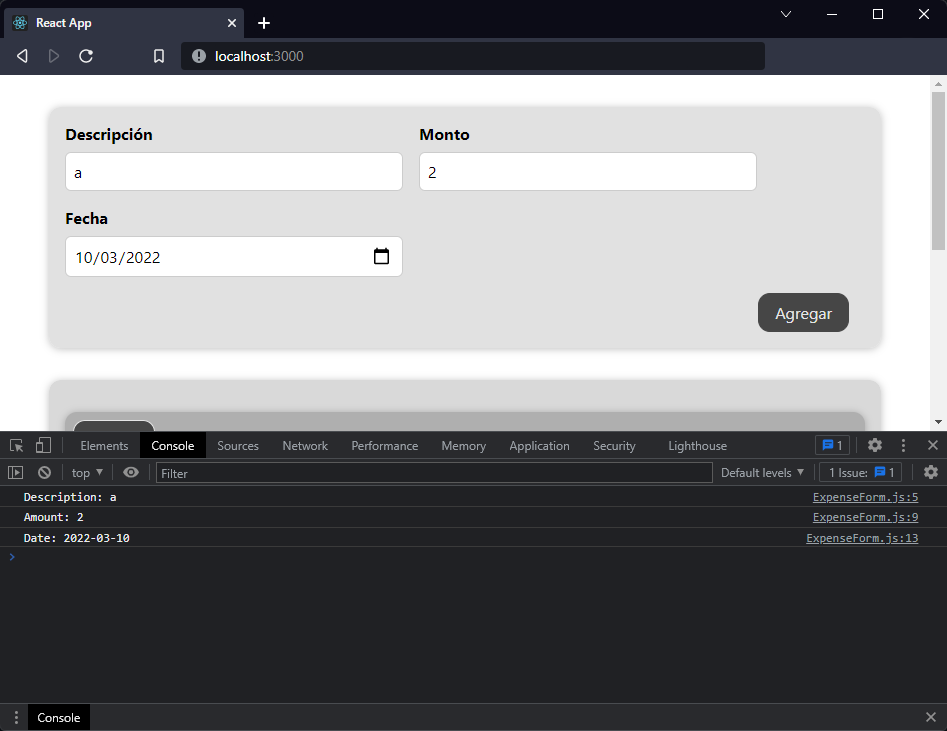 React App
localhost:3000
Descripción Monto
a 2
Fecha
10/03/2022
Agregar
Elements Console Sources Network Performance Memory Application Security Lighthouse 1
top Filter Default levels 1 Issue: 1
Description: a ExpenseForm.js:5
Amount: 2 ExpenseForm.js:9
Date: 2022-03-10 ExpenseForm.js:13
Console